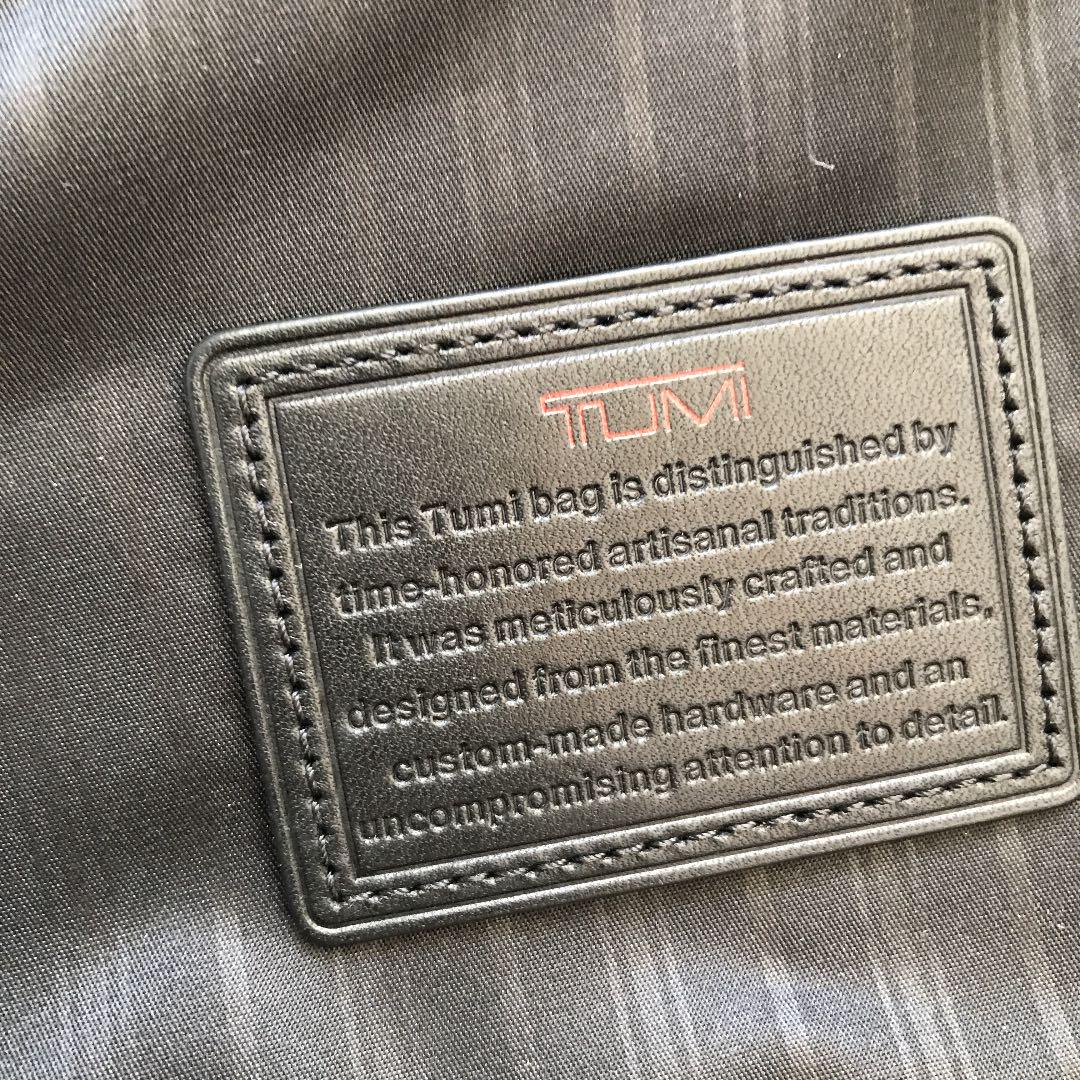 TUMI
This Tumi bag is distinguished by
time-honored artisanal traditions.
It was meticulously crafted and
designed from the finest materials,
custom-made hardware and an
uncompromising attention to detail.